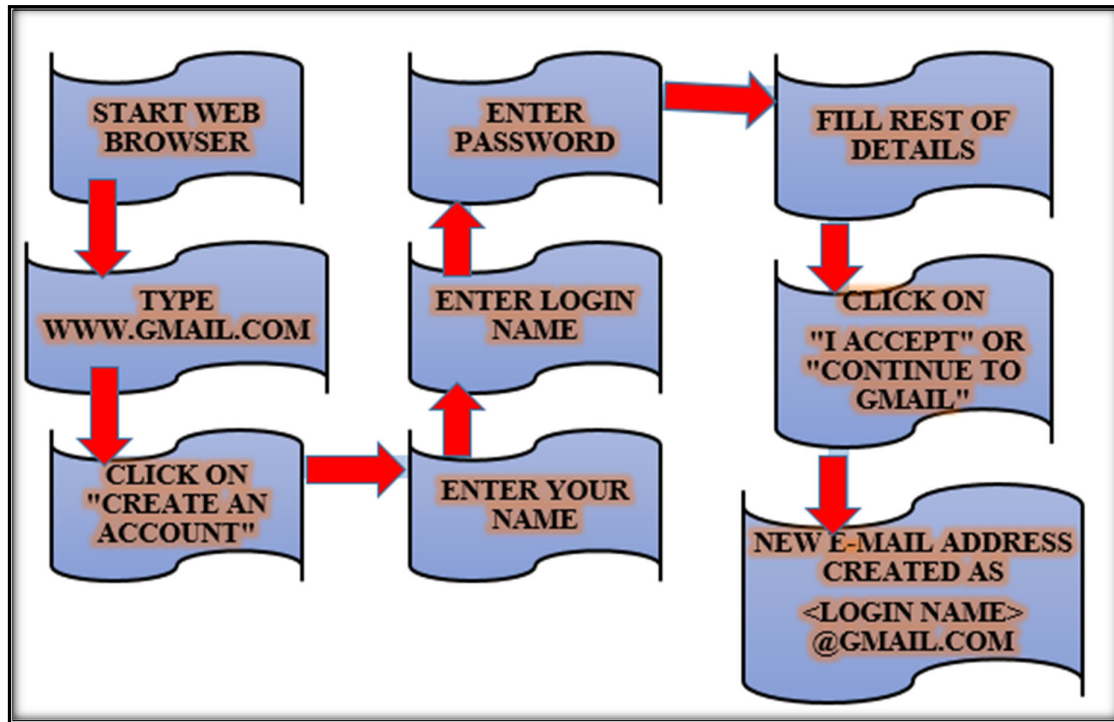 START WEB
BROWSER
TYPE
WWW.GMAIL.COM
CLICK ON
"CREATE AN
ACCOUNT"
ENTER YOUR
NAME
ENTER LOGIN
NAME
ENTER
PASSWORD
FILL REST OF
DETAILS
CLICK ON
"I ACCEPT" OR
"CONTINUE TO
GMAIL"
NEW E-MAIL ADDRESS
CREATED AS
<LOGIN NAME>
@GMAIL.COM